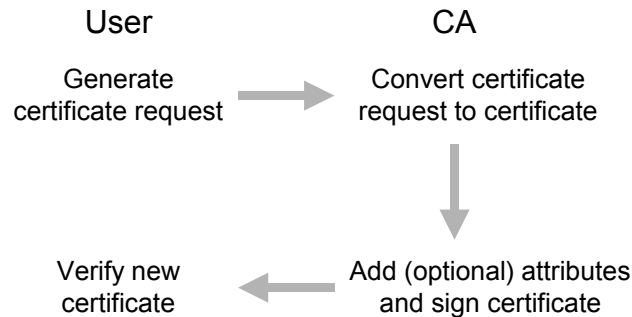 User
CA
Generate
certificate request
Convert certificate
request to certificate
Verify new
certificate
Add (optional) attributes
and sign certificate